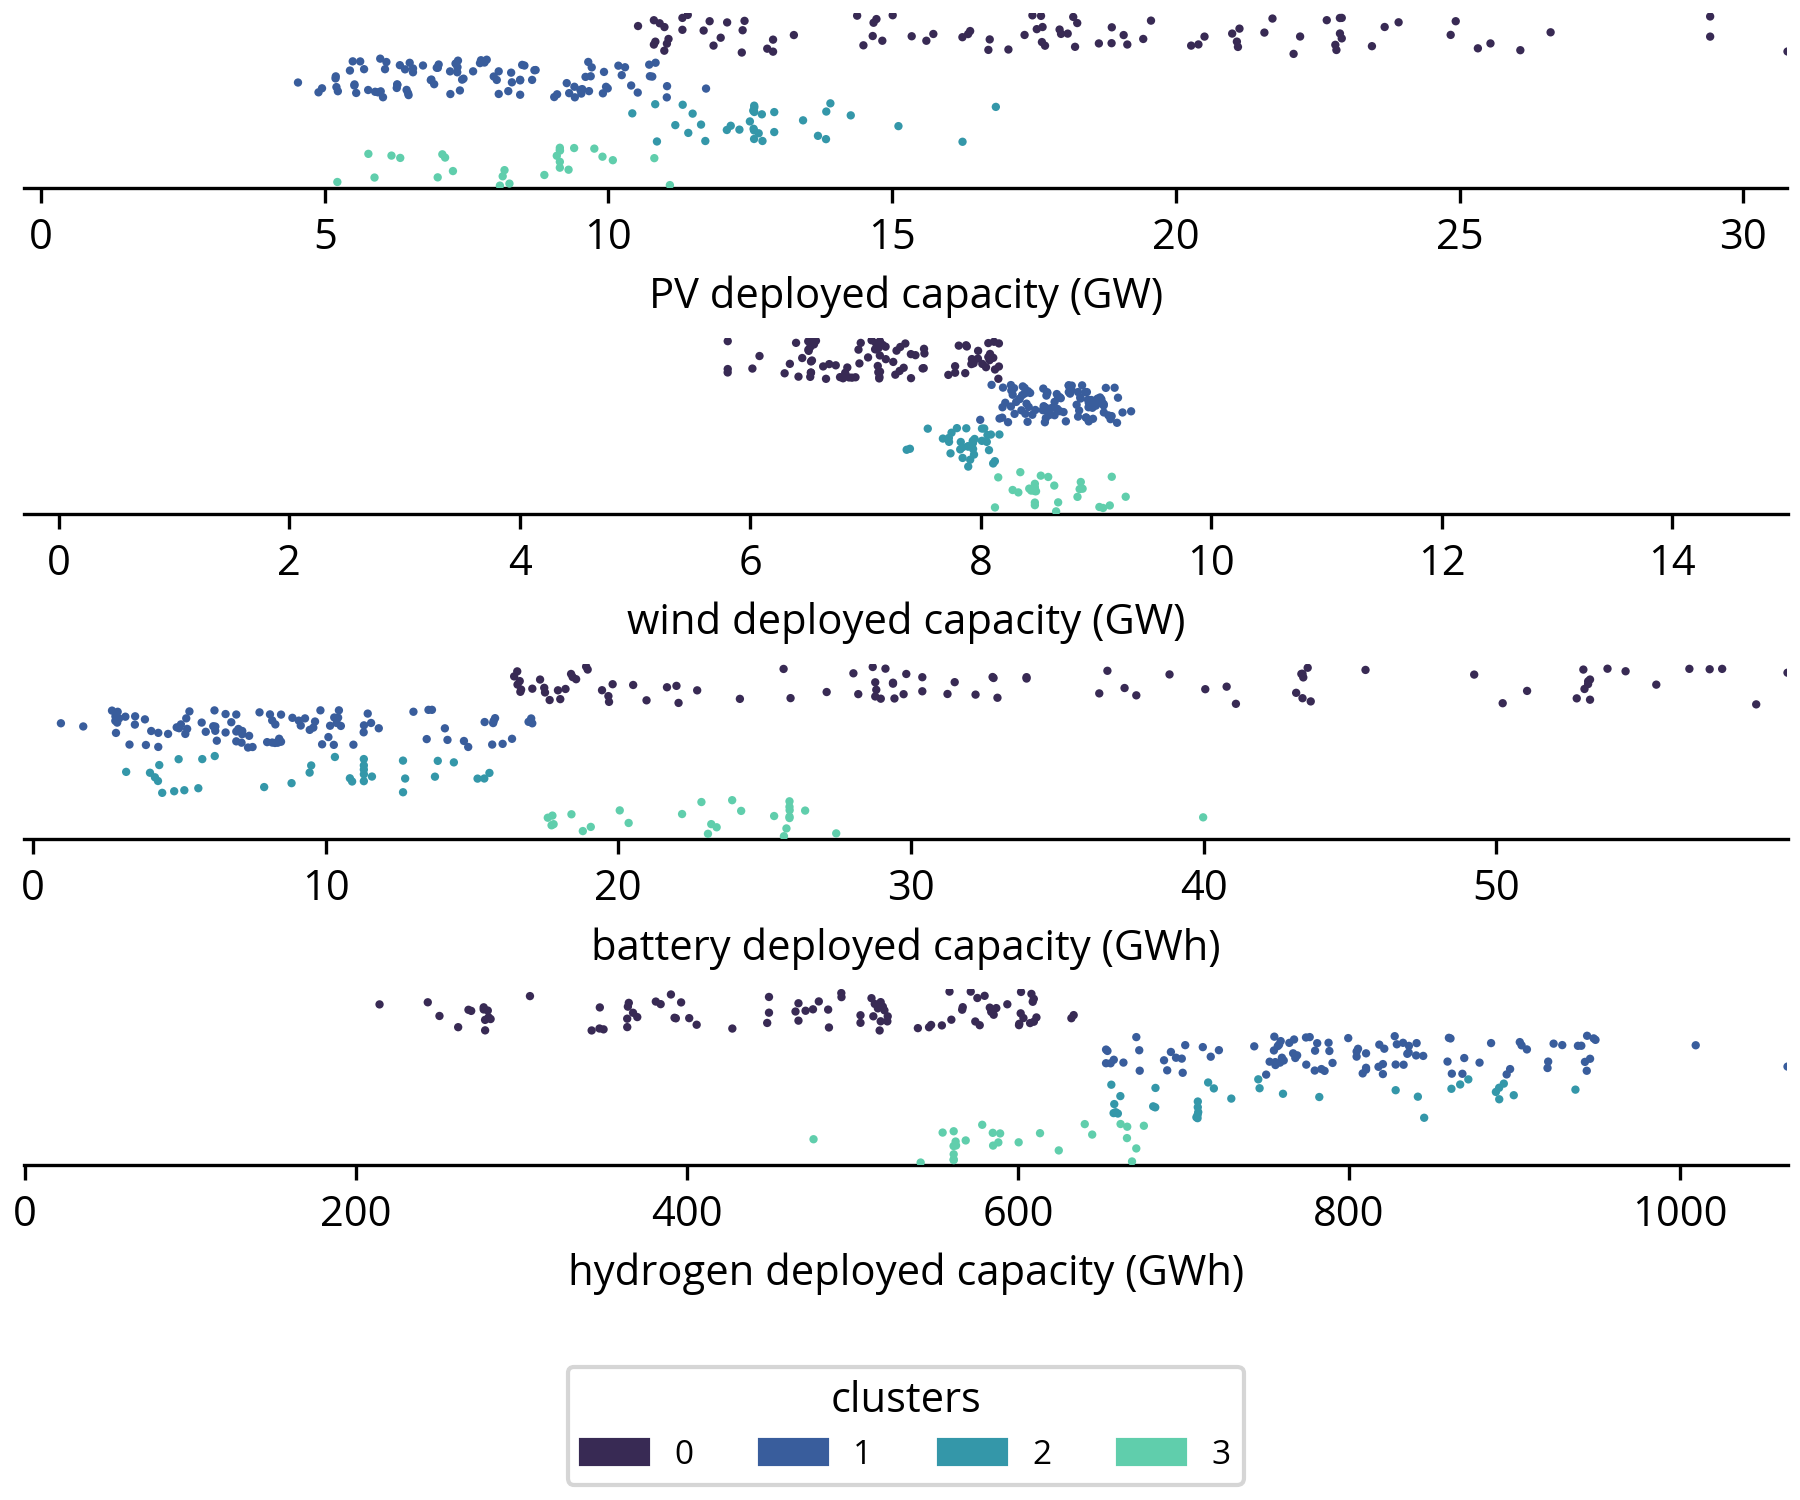 0 5 10 15 20 25 30
PV deployed capacity (GW)
0 2 4 6 8 10 12 14
wind deployed capacity (GW)
0 10 20 30 40 50
battery deployed capacity (GWh)
0 200 400 600 800 1000
hydrogen deployed capacity (GWh)
clusters
0 1 2 3